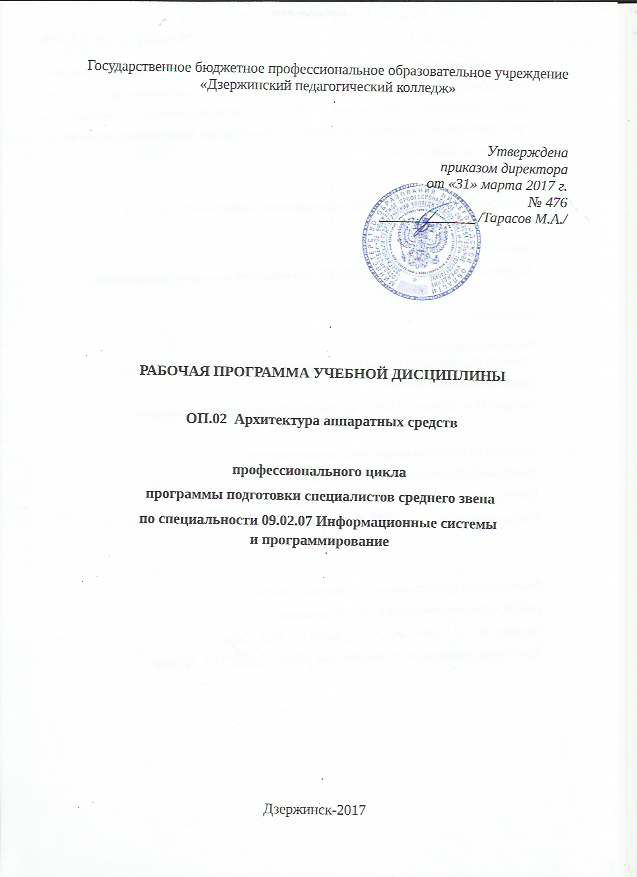 Государственное бюджетное профессиональное образовательное учреждение
«Дзержинский педагогический колледж»
Утверждена
приказом директора
от «31» марта 2017 г.
№ 476
/Тарасов М.А./
РАБОЧАЯ ПРОГРАММА УЧЕБНОЙ ДИСЦИПЛИНЫ
ОП.02 Архитектура аппаратных средств
профессионального цикла
программы подготовки специалистов среднего звена
по специальности 09.02.07 Информационные системы
и программирование
Дзержинск-2017